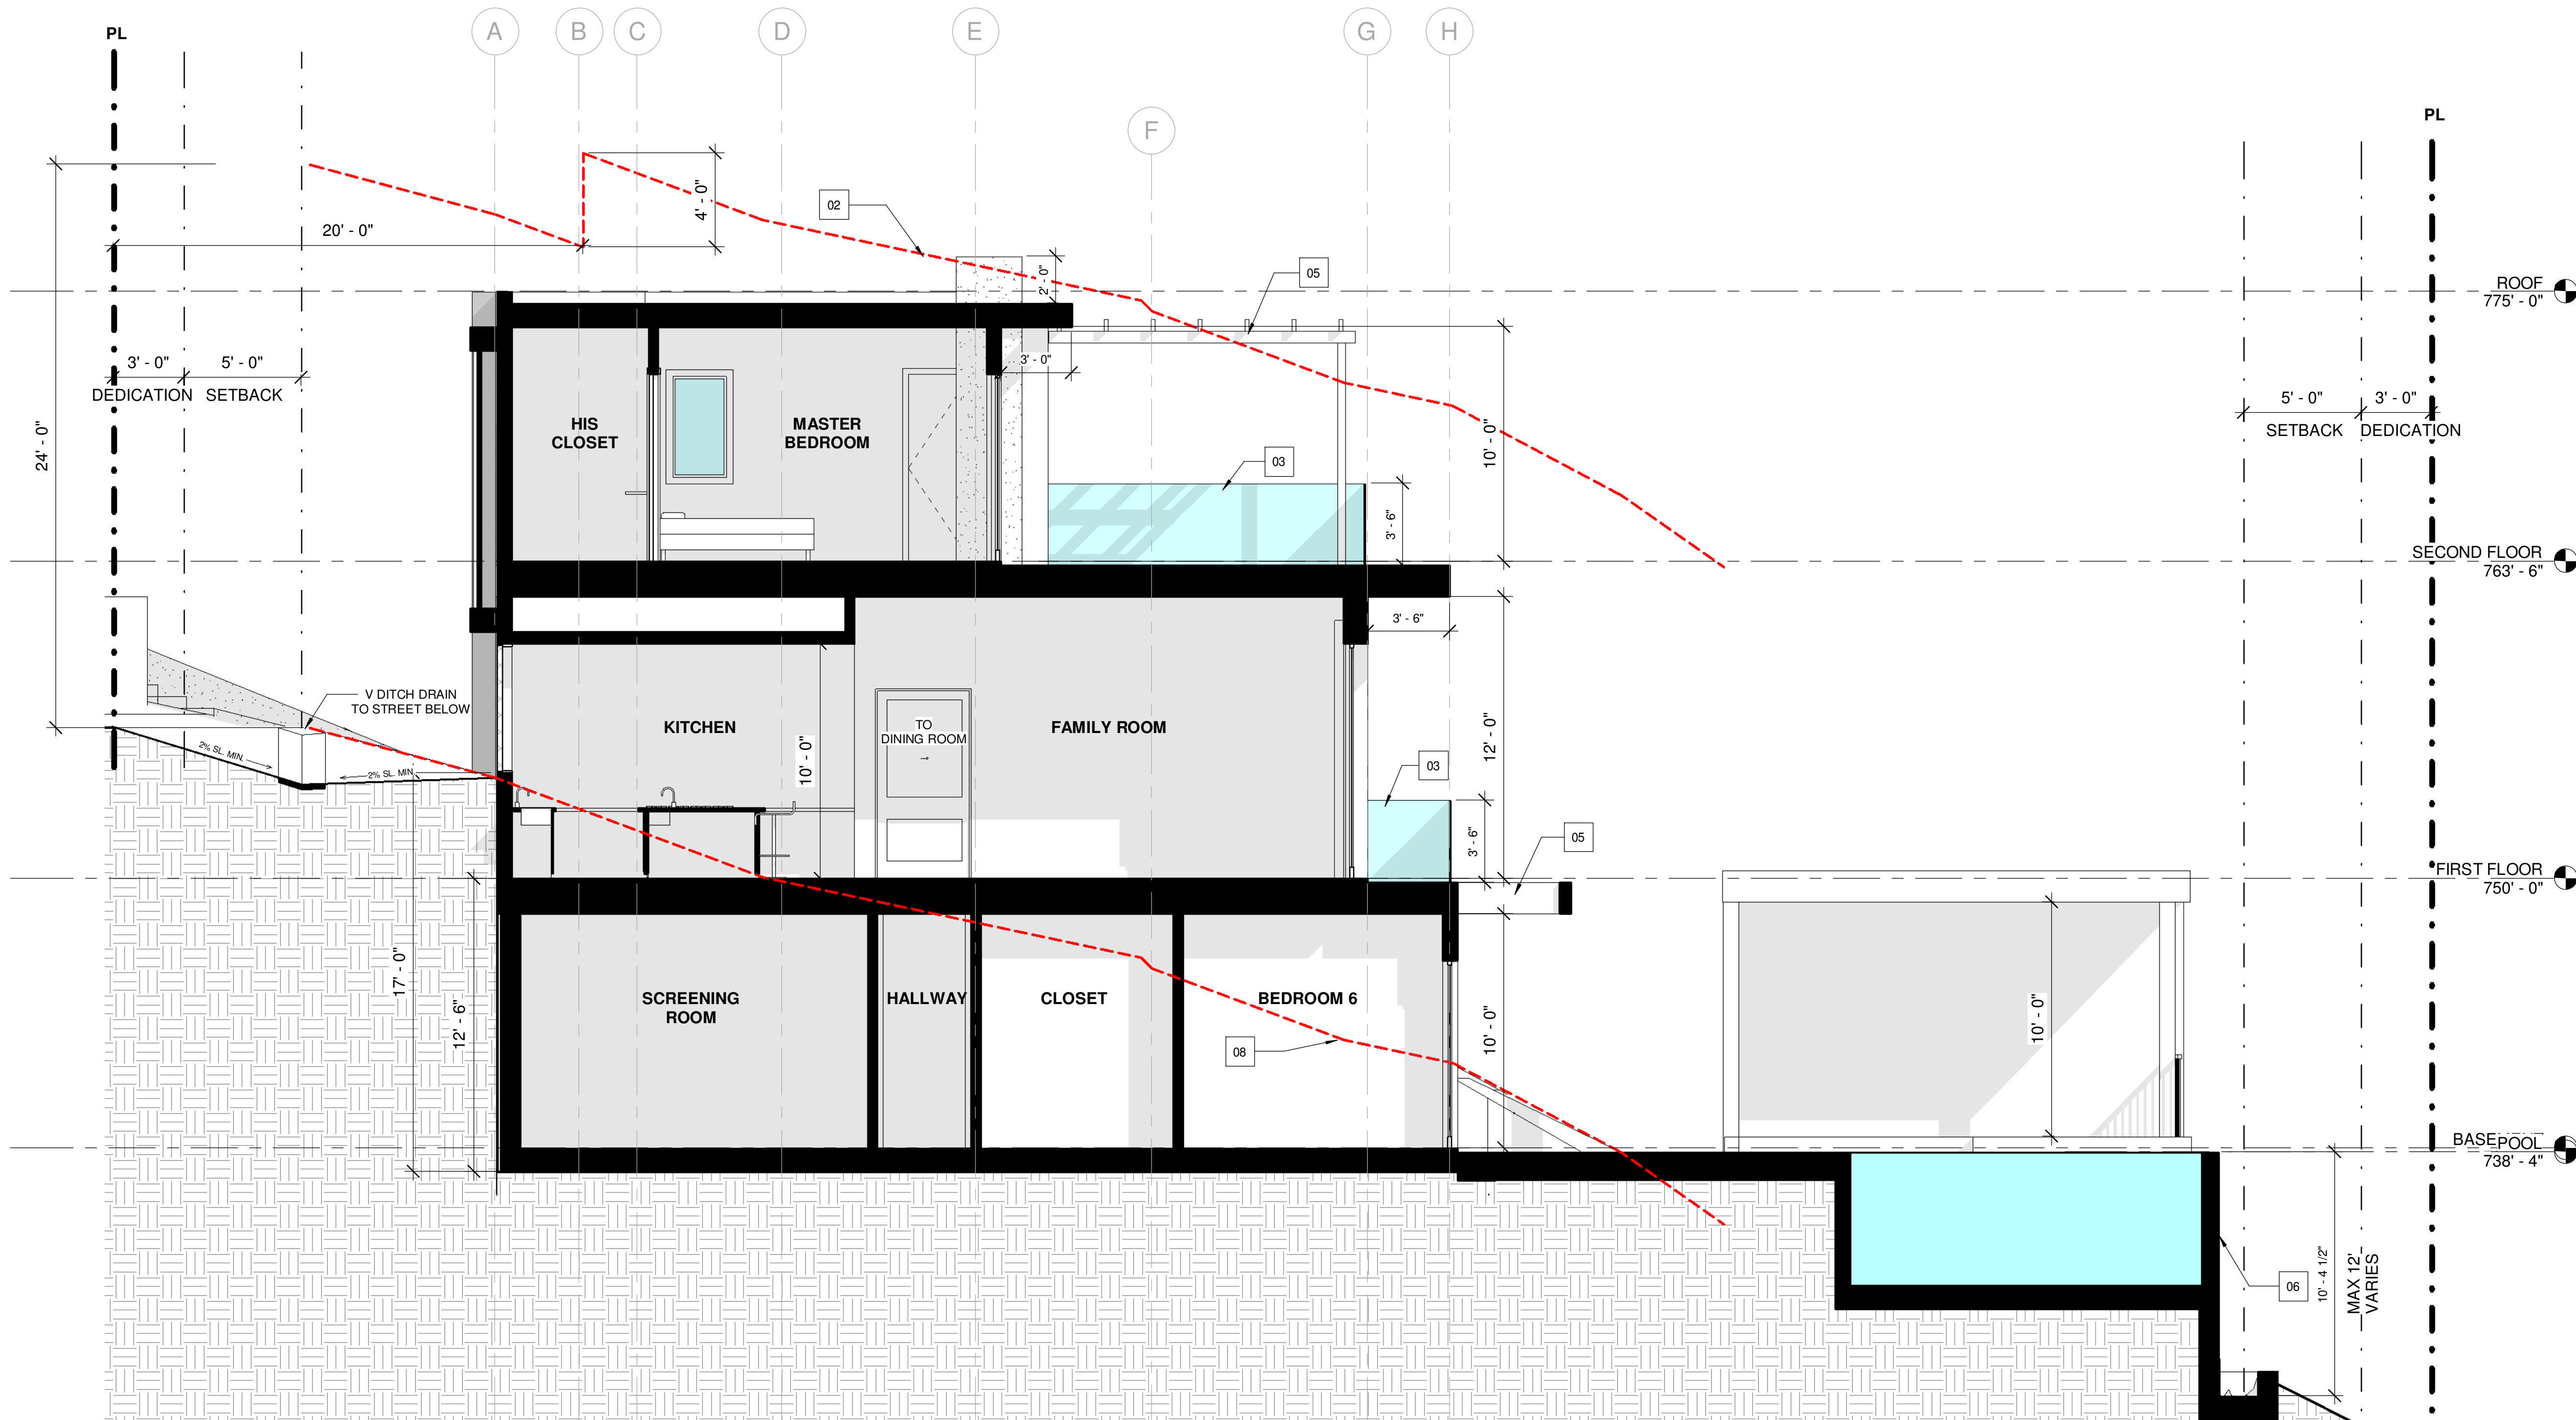 PL
A
B
C
D
E
G
H
F
PL
4' - 0"
02
20' - 0"
05
2' - 0"
ROOF
775' - 0"
3' - 0"
5' - 0"
DEDICATION
SETBACK
3' - 0"
24' - 0"
HIS
CLOSET
MASTER
BEDROOM
10' - 0"
5' - 0"
3' - 0"
SETBACK
DEDICATION
03
3' - 6"
SECOND FLOOR
763' - 6"
3' - 6"
V DITCH DRAIN
TO STREET BELOW
KITCHEN
TO
DINING ROOM
FAMILY ROOM
12' - 0"
10' - 0"
2% SL. MIN.
2% SL. MIN.
03
3' - 6"
05
FIRST FLOOR
750' - 0"
17' - 0"
12' - 6"
SCREENING
ROOM
HALLWAY
CLOSET
BEDROOM 6
08
10' - 0"
10' - 0"
BASE
POOL
738' - 4"
06
10' - 4 1/2"
MAX 12'
VARIES